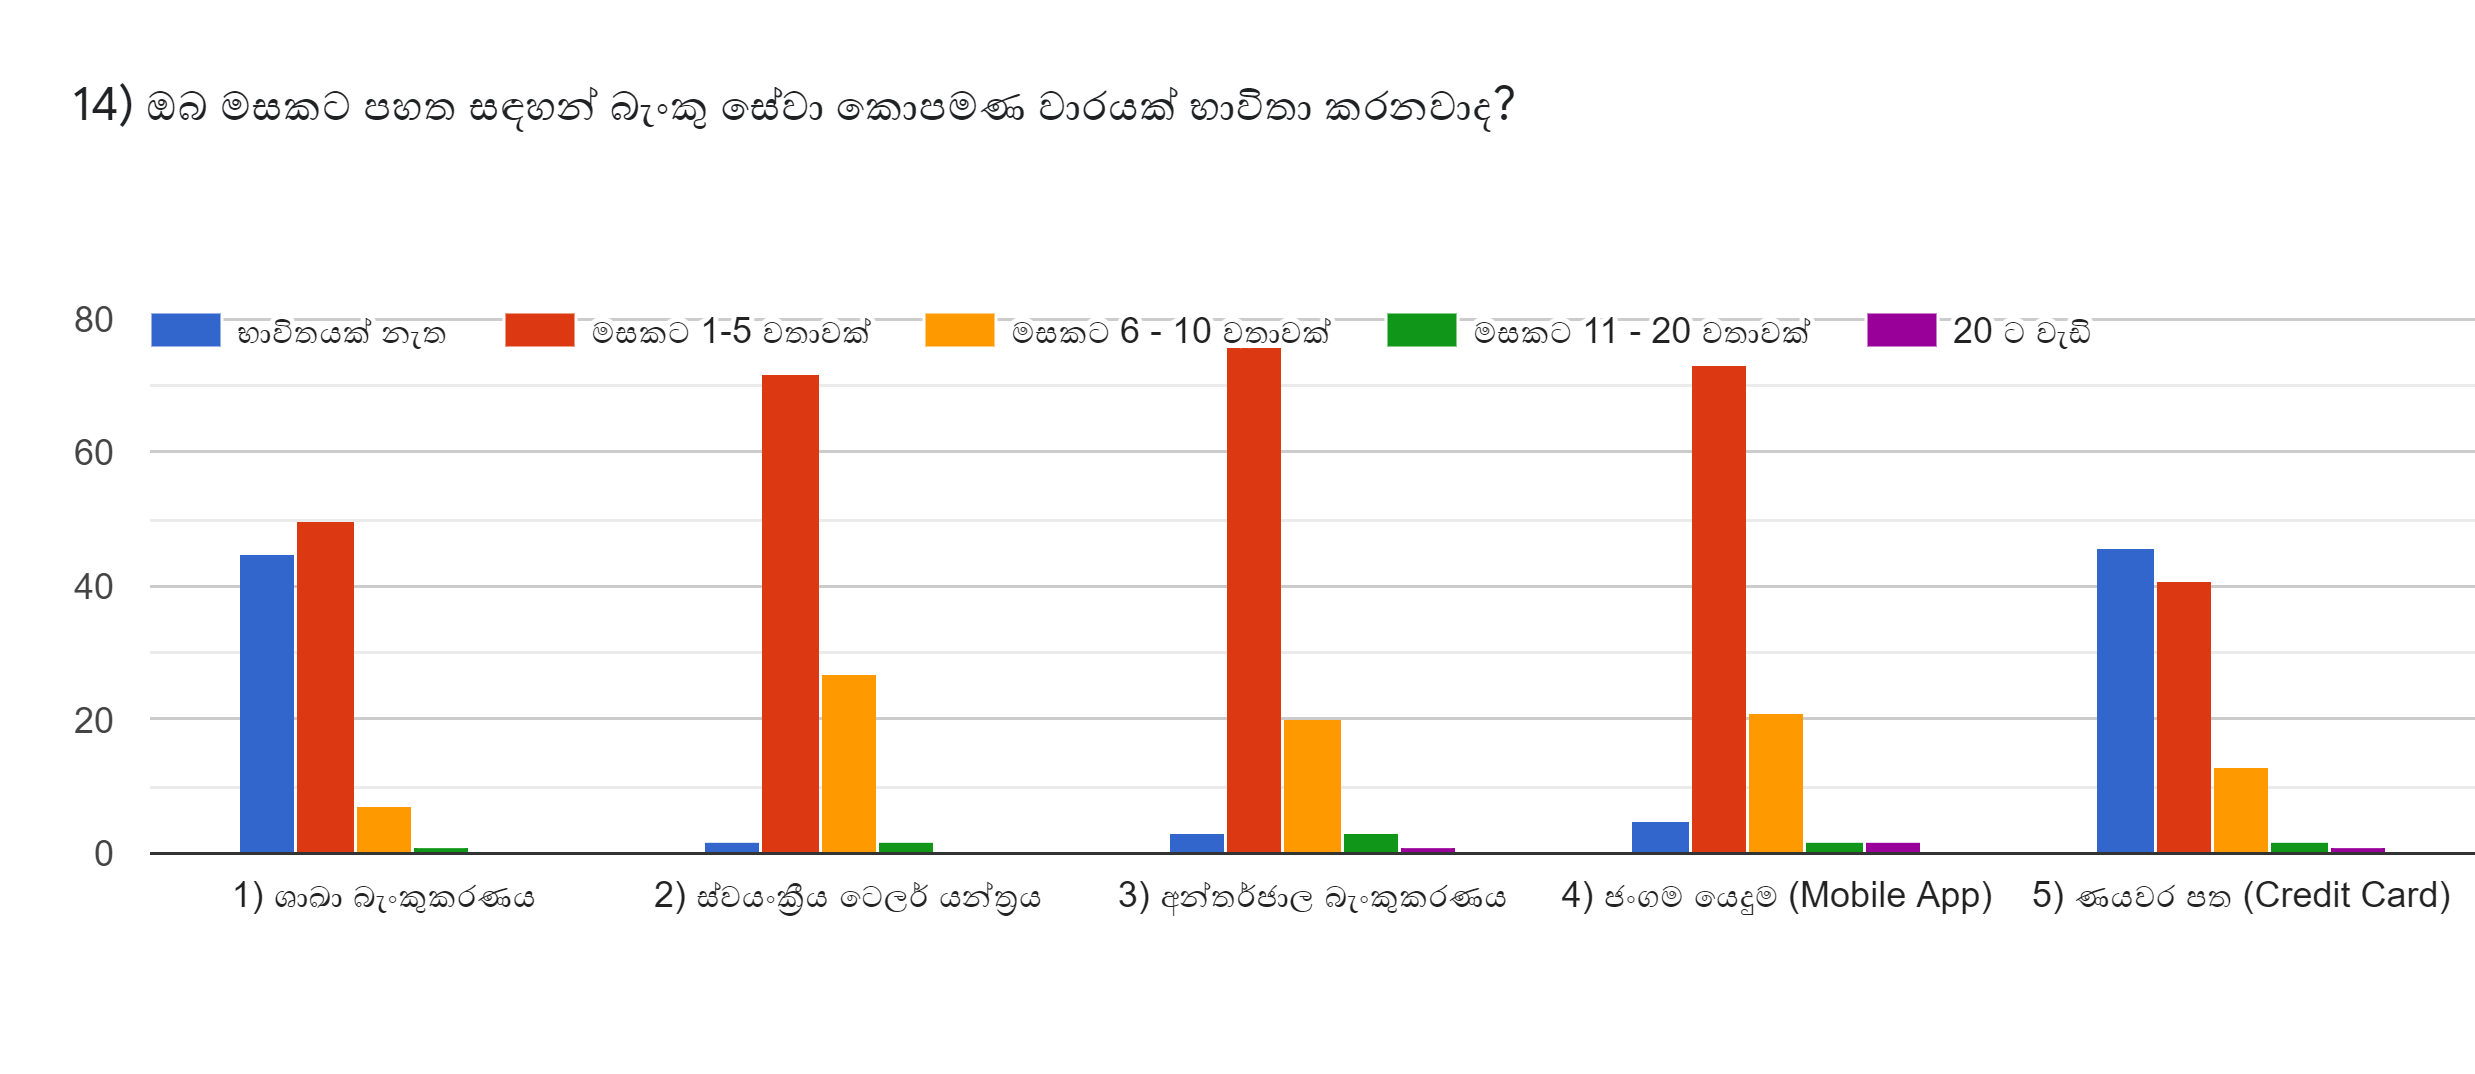 14) ඔබ මසකට පහත සඳහන් බැංකු සේවා කොපමණ වාරයක් භාවිතා කරනවාද?
80
භාවිතයක් නැත
මසකට 1-5 වතාවක්
මසකට 6 - 10 වතාවක්
මසකට 11 - 20 වතාවක්
20 ට වැඩි
60
40
20
0
1) ශාඛා බැංකුකරණය
2) ස්වයංක්‍රීය ටෙලර් යන්ත්‍රය
3) අන්තර්ජාල බැංකුකරණය
4) ජංගම යෙදුම (Mobile App)
5) ණයවර පත (Credit Card)